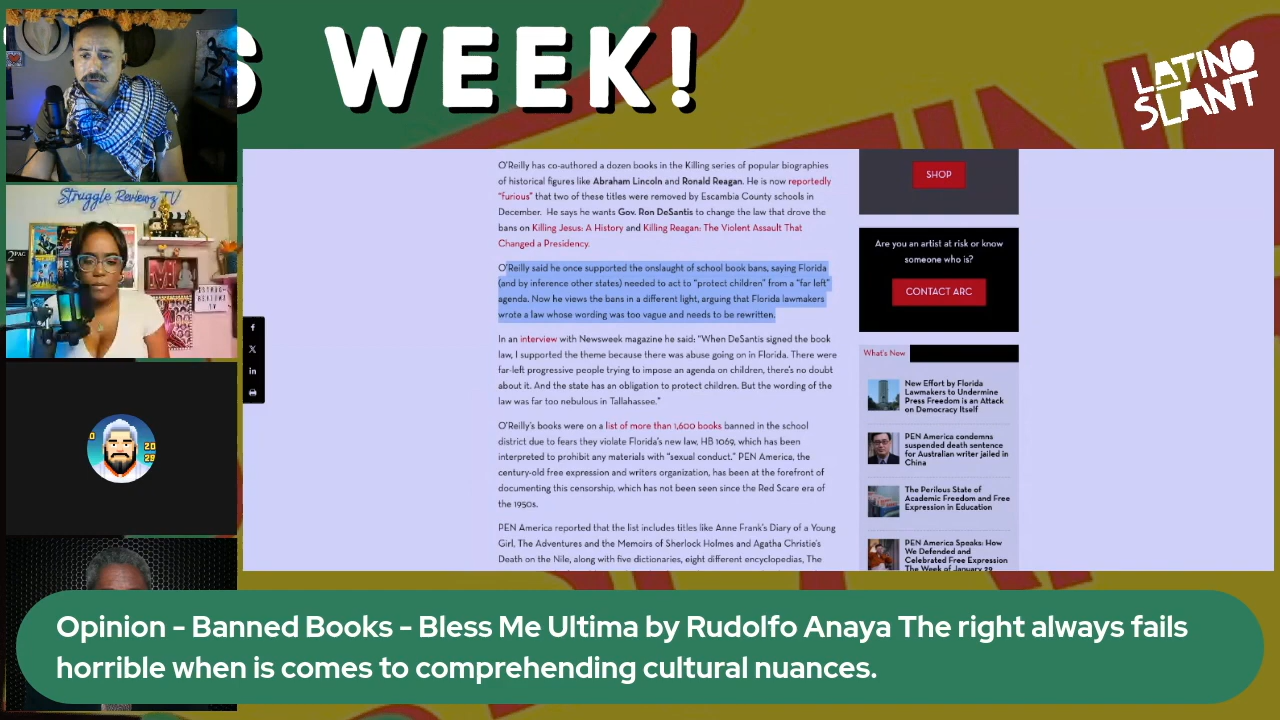 S WEEK!
LATINO
SLANT
Struggle Reviews TV
2PAC
0 20
28
O'Reilly has co-authored a dozen books in the Killing series of popular biographies
of historical figures like Abraham Lincoln and Ronald Reagan. He is now reportedly
"furious" that two of these titles were removed by Escambia County schools in
December. He says he wants Gov. Ron DeSantis to change the law that drove the
bans on Killing Jesus: A History and Killing Reagan: The Violent Assault That
Changed a Presidency.
O'Reilly said he once supported the onslaught of school book bans, saying Florida
(and by inference other states) needed to act to "protect children" from a "far left"
agenda. Now he views the bans in a different light, arguing that Florida lawmakers
wrote a law whose wording was too vague and needs to be rewritten.
In an interview with Newsweek magazine he said: "When DeSantis signed the book
law, I supported the theme because there was abuse going on in Florida. There were
far-left progressive people trying to impose an agenda on children, there's no doubt
about it. And the state has an obligation to protect children. But the wording of the
law was far too nebulous in Tallahassee."
O'Reilly's books were on a list of more than 1,600 books banned in the school
district due to fears they violate Florida's new law, HB 1069, which has been
interpreted to prohibit any materials with "sexual conduct." PEN America, the
century-old free expression and writers organization, has been at the forefront of
documenting this censorship, which has not been seen since the Red Scare era of
the 1950s.
PEN America reported that the list includes titles like Anne Frank's Diary of a Young
Girl, The Adventures and the Memoirs of Sherlock Holmes and Agatha Christie's
Death on the Nile, along with five dictionaries, eight different encyclopedias, The
SHOP
Are you an artist at risk or know
someone who is?
CONTACT ARC
What's New
New Effort by Florida
Lawmakers to Undermine
Press Freedom is an Attack
on Democracy Itself
PEN America condemns
suspended death sentence
for Australian writer jailed in
China
The Perilous State of
Academic Freedom and Free
Expression in Education
PEN America Speaks: How
We Defended and
Celebrated Free Expression
The Week of January 29
Opinion - Banned Books - Bless Me Ultima by Rudolfo Anaya The right always fails
horrible when is comes to comprehending cultural nuances.